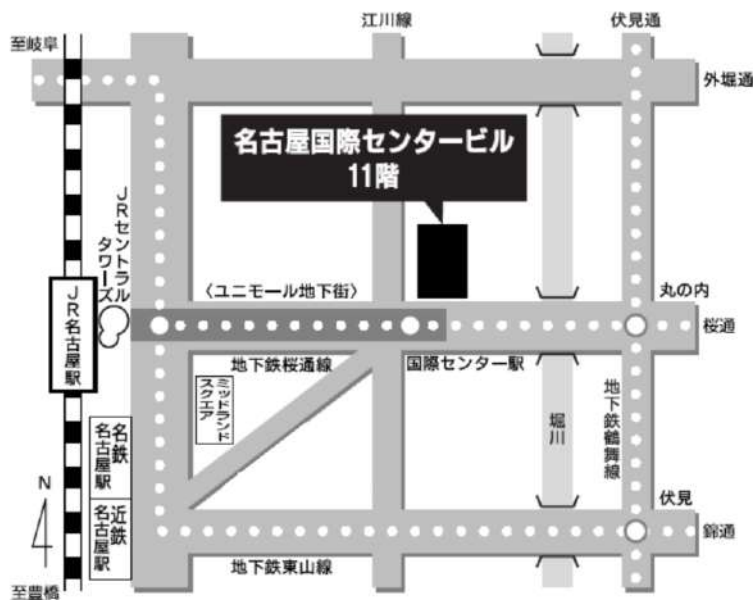 江川線
伏見通
至岐阜
外堀通
名古屋国際センタービル
11階
JRセントラル
タワーズ
〈ユニモール地下街〉
丸の内
JR名古屋駅
桜通
地下鉄桜通線
国際センター駅
ミッドランド
スクエア
堀川
地下鉄鶴舞線
名鉄
名古屋駅
N
近鉄
名古屋駅
伏見
錦通
地下鉄東山線
至豊橋